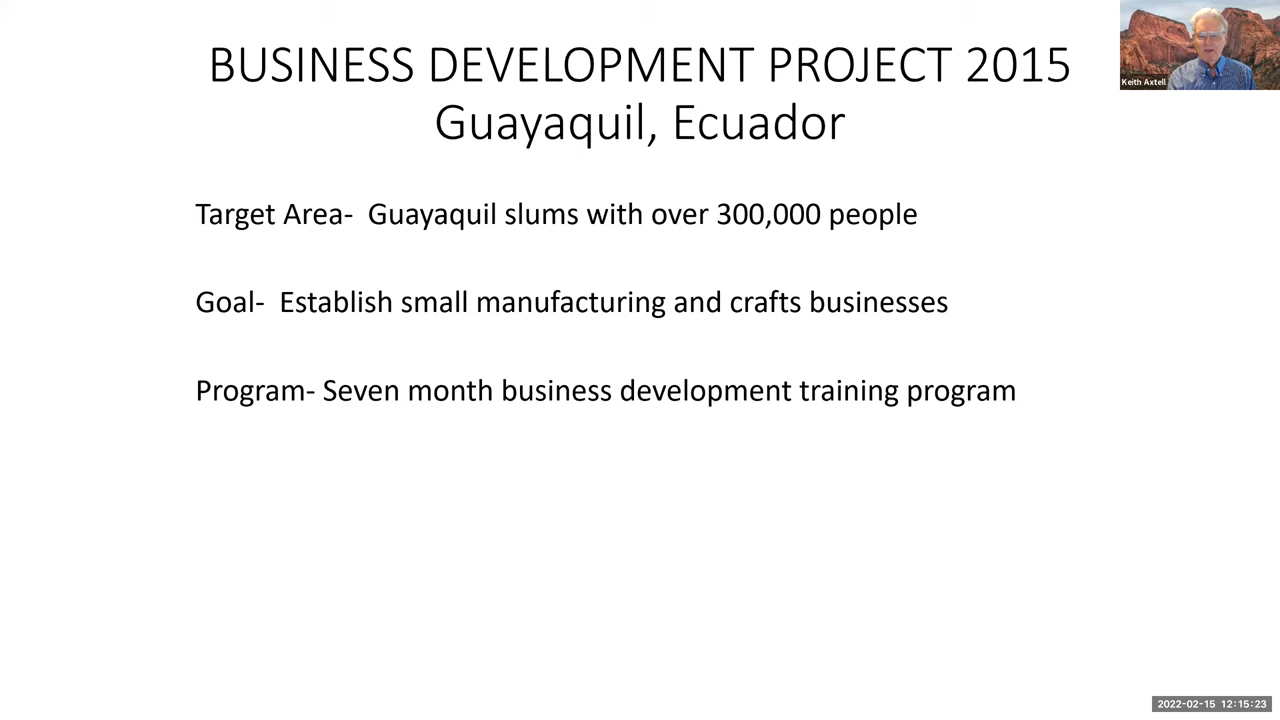 BUSINESS DEVELOPMENT PROJECT 2015
Guayaquil, Ecuador
Keith Axtell
Target Area-  Guayaquil slums with over 300,000 people
Goal-  Establish small manufacturing and crafts businesses
Program- Seven month business development training program
2022-02-15 12:15:23